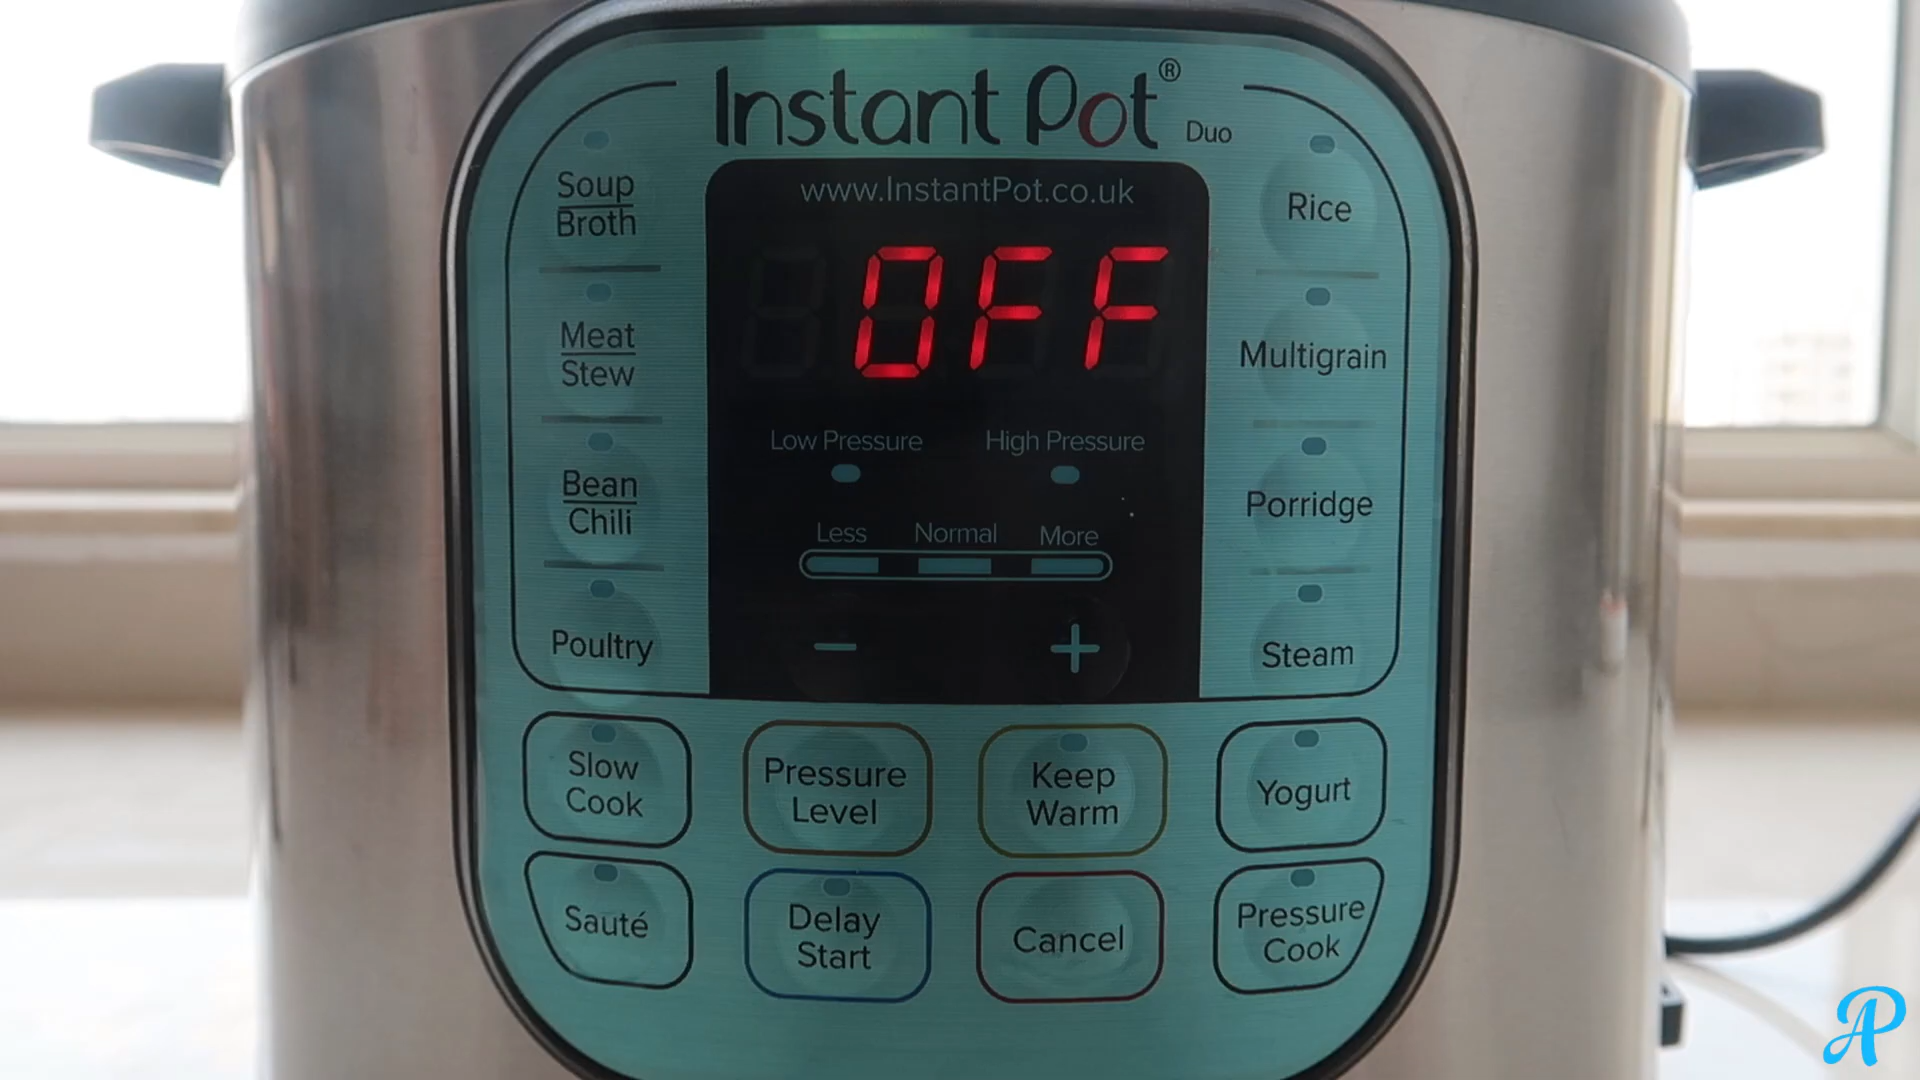 Instant Pot® Duo
www.InstantPot.co.uk
OFF
Low Pressure High Pressure
Less Normal More
− +
Soup
Broth
Meat
Stew
Bean
Chili
Poultry
Rice
Multigrain
Porridge
Steam
Slow
Cook
Pressure
Level
Keep
Warm
Yogurt
Sauté
Delay
Start
Cancel
Pressure
Cook
AP